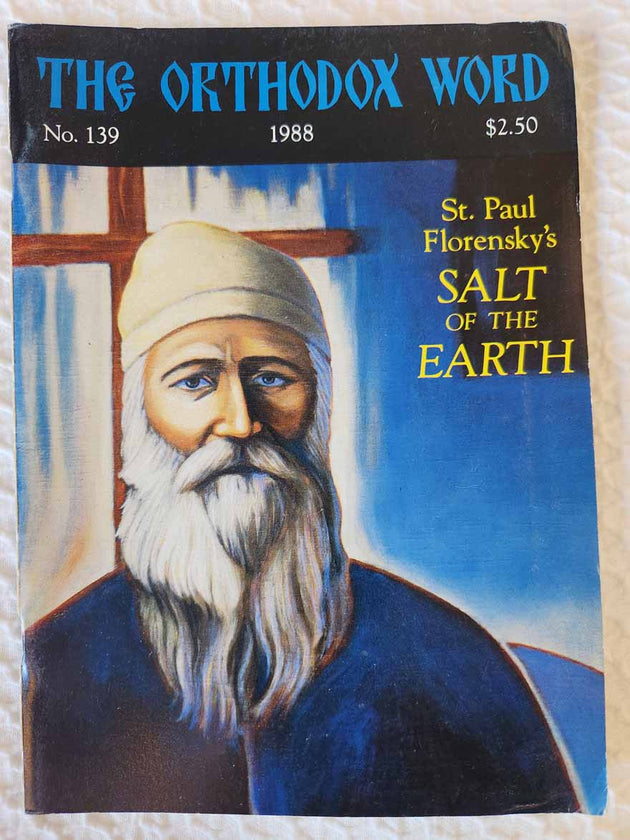 THE ORTHODOX WORD
No. 139 1988 $2.50
St. Paul
Florensky's
SALT
OF THE
EARTH